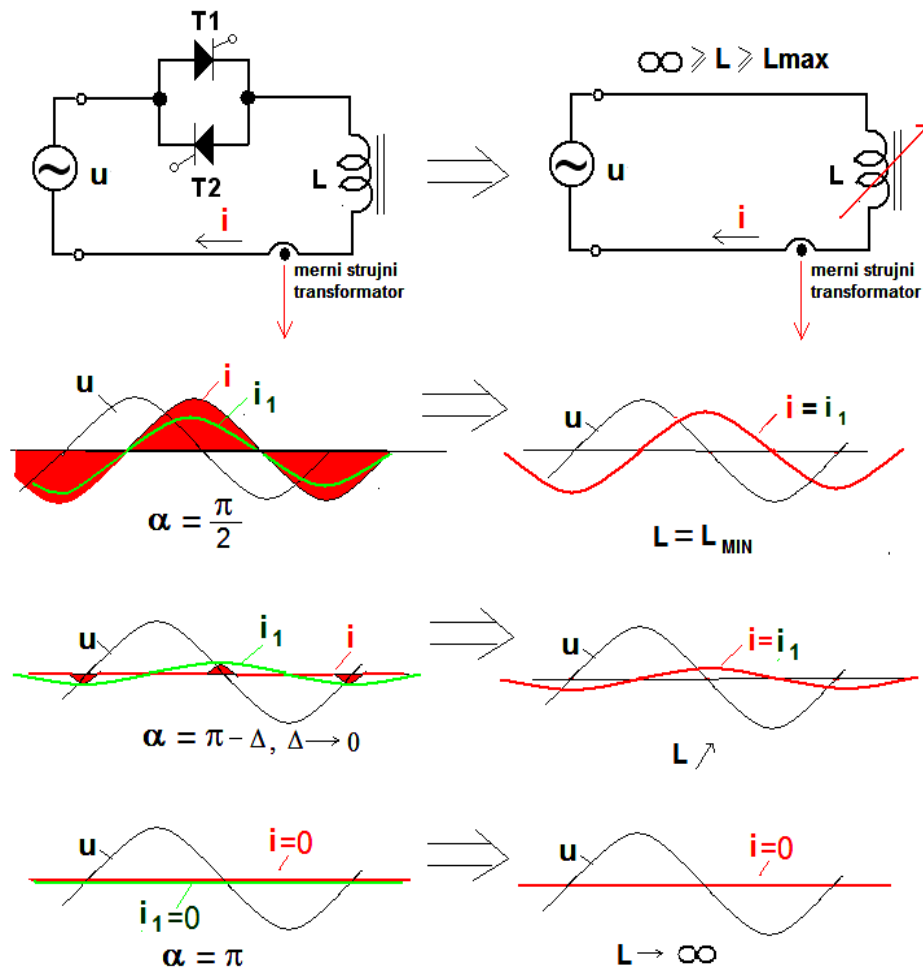 T1
T2
u
L
i
merni strujni
transformator
∞ ⩾ L ⩾ Lmax
u
L
i
merni strujni
transformator
u
i
i₁
α = π/2
u
i = i₁
L = L MIN
u
i₁
i
α = π − Δ, Δ → 0
u
i= i₁
L ↗
u
i=0
i₁=0
α = π
u
i=0
L → ∞